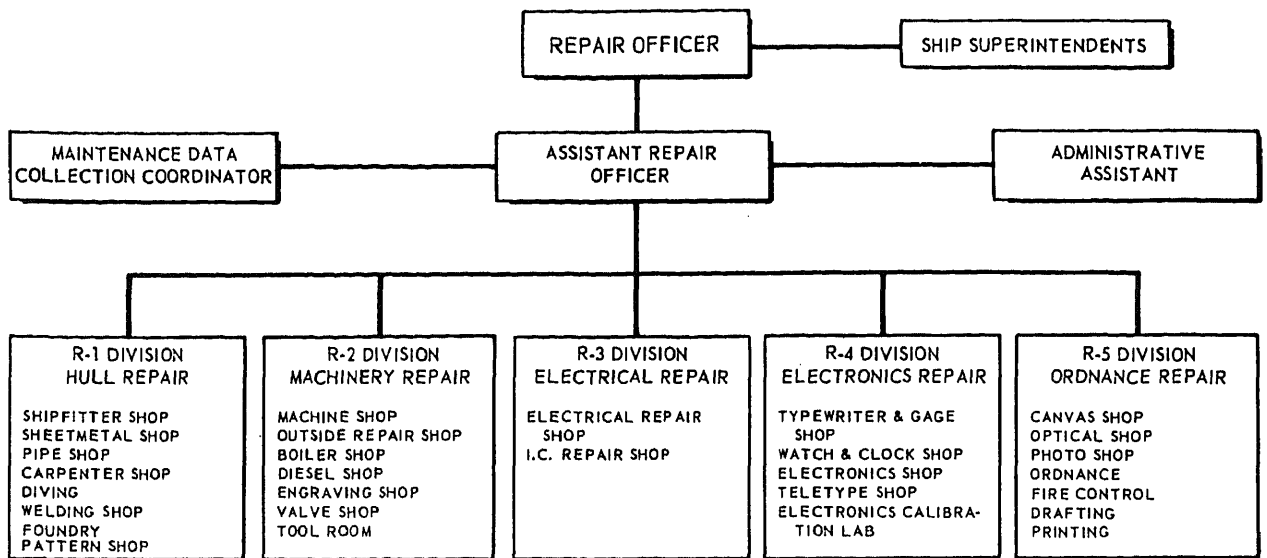 REPAIR OFFICER
SHIP SUPERINTENDENTS
MAINTENANCE DATA
COLLECTION COORDINATOR
ASSISTANT REPAIR
OFFICER
ADMINISTRATIVE
ASSISTANT
R-1 DIVISION
HULL REPAIR
SHIPFITTER SHOP
SHEETMETAL SHOP
PIPE SHOP
CARPENTER SHOP
DIVING
WELDING SHOP
FOUNDRY
PATTERN SHOP
R-2 DIVISION
MACHINERY REPAIR
MACHINE SHOP
OUTSIDE REPAIR SHOP
BOILER SHOP
DIESEL SHOP
ENGRAVING SHOP
VALVE SHOP
TOOL ROOM
R-3 DIVISION
ELECTRICAL REPAIR
ELECTRICAL REPAIR
SHOP
I.C. REPAIR SHOP
R-4 DIVISION
ELECTRONICS REPAIR
TYPEWRITER & GAGE
SHOP
WATCH & CLOCK SHOP
ELECTRONICS SHOP
TELETYPE SHOP
ELECTRONICS CALIBRA-
TION LAB
R-5 DIVISION
ORDNANCE REPAIR
CANVAS SHOP
OPTICAL SHOP
PHOTO SHOP
ORDNANCE
FIRE CONTROL
DRAFTING
PRINTING